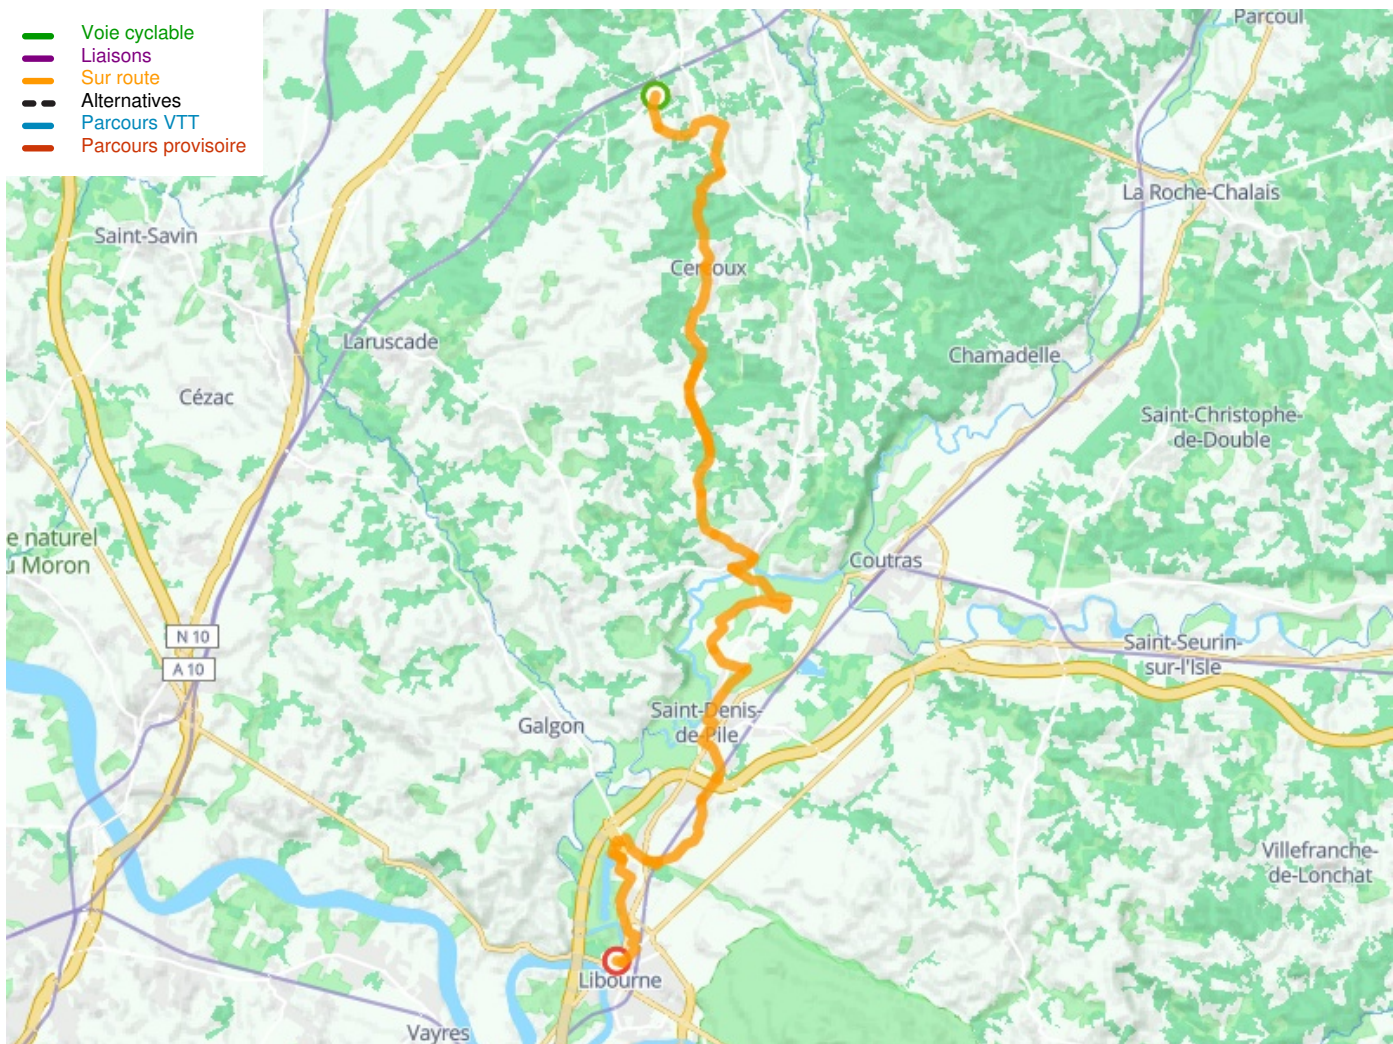 Voie cyclable
Liaisons
Sur route
Alternatives
Parcours VTT
Parcours provisoire
Parcoul
La Roche-Chalais
Saint-Savin
Cercoux
Laruscade
Chamadelle
Cézac
Saint-Christophe-
de-Double
e naturel
u Moron
Coutras
N 10
A 10
Saint-Seurin-
sur-l'Isle
Saint-Denis-
de-Pile
Galgon
Villefranche-
de-Lonchat
Libourne
Vayres